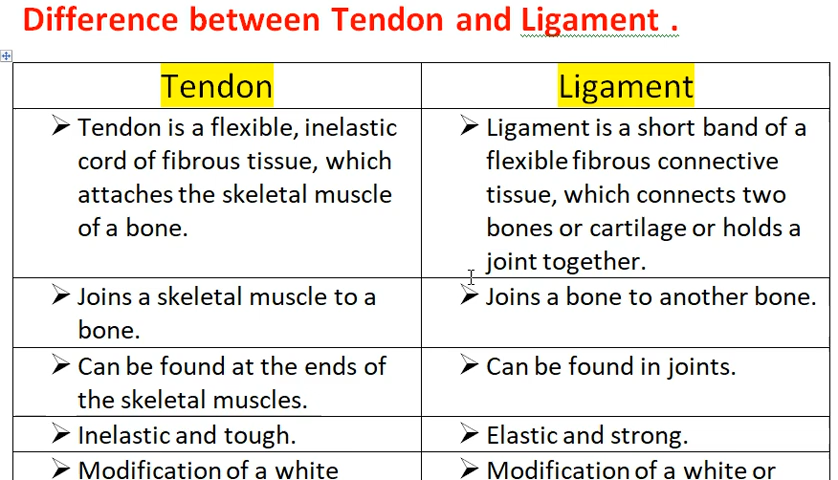 Difference between Tendon and Ligament .
Tendon
Ligament
Tendon is a flexible, inelastic
cord of fibrous tissue, which
attaches the skeletal muscle
of a bone.
Ligament is a short band of a
flexible fibrous connective
tissue, which connects two
bones or cartilage or holds a
joint together.
Joins a skeletal muscle to a
bone.
Joins a bone to another bone.
Can be found at the ends of
the skeletal muscles.
Can be found in joints.
Inelastic and tough.
Elastic and strong.
Modification of a white
Modification of a white or